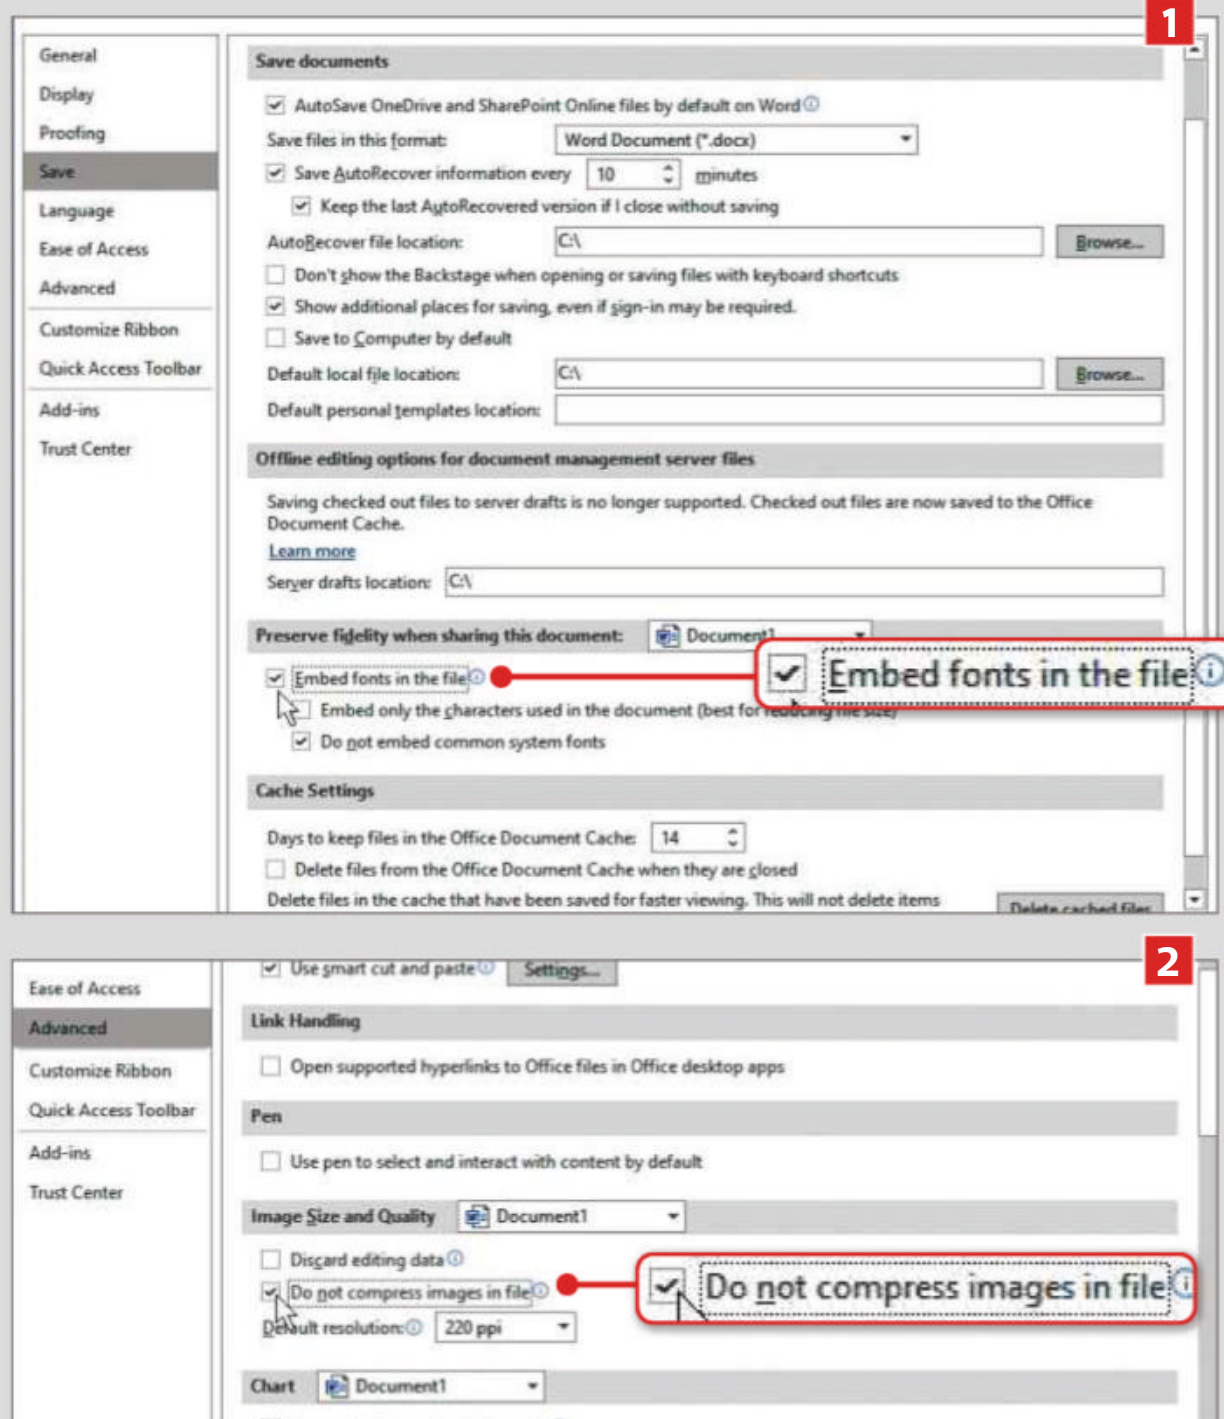 1
General
Display
Proofing
Save
Language
Ease of Access
Advanced
Customize Ribbon
Quick Access Toolbar
Add-ins
Trust Center
Save documents
AutoSave OneDrive and SharePoint Online files by default on Word
Save files in this format: Word Document (*.docx)
Save AutoRecover information every 10 minutes
Keep the last AutoRecovered version if I close without saving
AutoRecover file location: C:\ Browse...
Don't show the Backstage when opening or saving files with keyboard shortcuts
Show additional places for saving, even if sign-in may be required.
Save to Computer by default
Default local file location: C:\ Browse...
Default personal templates location:
Offline editing options for document management server files
Saving checked out files to server drafts is no longer supported. Checked out files are now saved to the Office
Document Cache.
Learn more
Server drafts location: C:\
Preserve fidelity when sharing this document: Document1
Embed fonts in the file
Embed fonts in the file
Embed only the characters used in the document (best for reducing file size)
Do not embed common system fonts
Cache Settings
Days to keep files in the Office Document Cache: 14
Delete files from the Office Document Cache when they are closed
Delete files in the cache that have been saved for faster viewing. This will not delete items
Delete cached files
2
Ease of Access
Advanced
Customize Ribbon
Quick Access Toolbar
Add-ins
Trust Center
Use smart cut and paste Settings...
Link Handling
Open supported hyperlinks to Office files in Office desktop apps
Pen
Use pen to select and interact with content by default
Image Size and Quality Document1
Discard editing data
Do not compress images in file
Do not compress images in file
Default resolution: 220 ppi
Chart Document1